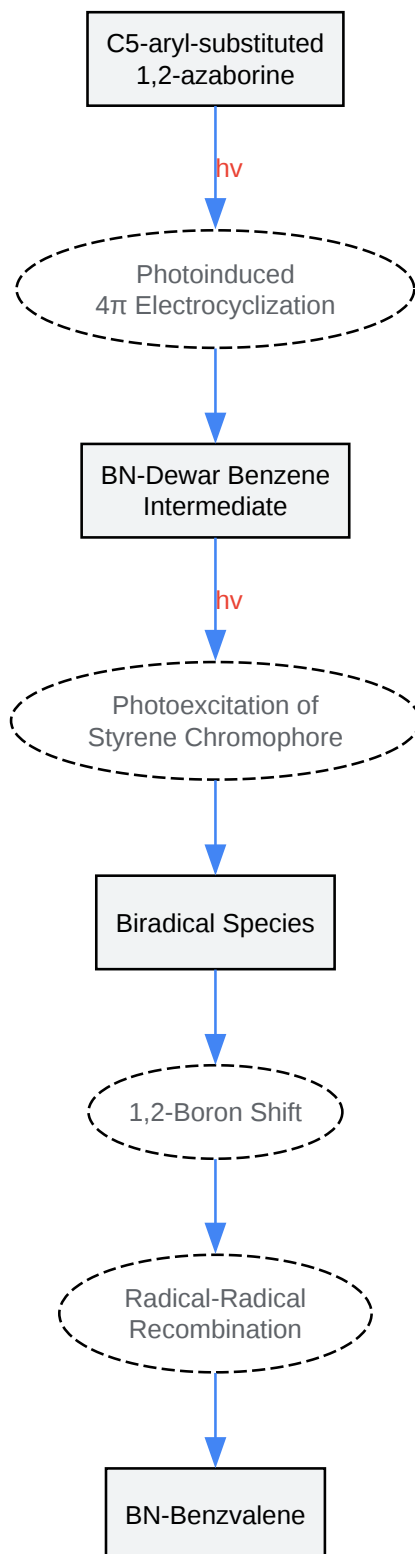 C5-aryl-substituted
1,2-azaborine
hv
Photoinduced
4π Electrocyclization
BN-Dewar Benzene
Intermediate
hv
Photoexcitation of
Styrene Chromophore
Biradical Species
1,2-Boron Shift
Radical-Radical
Recombination
BN-Benzvalene